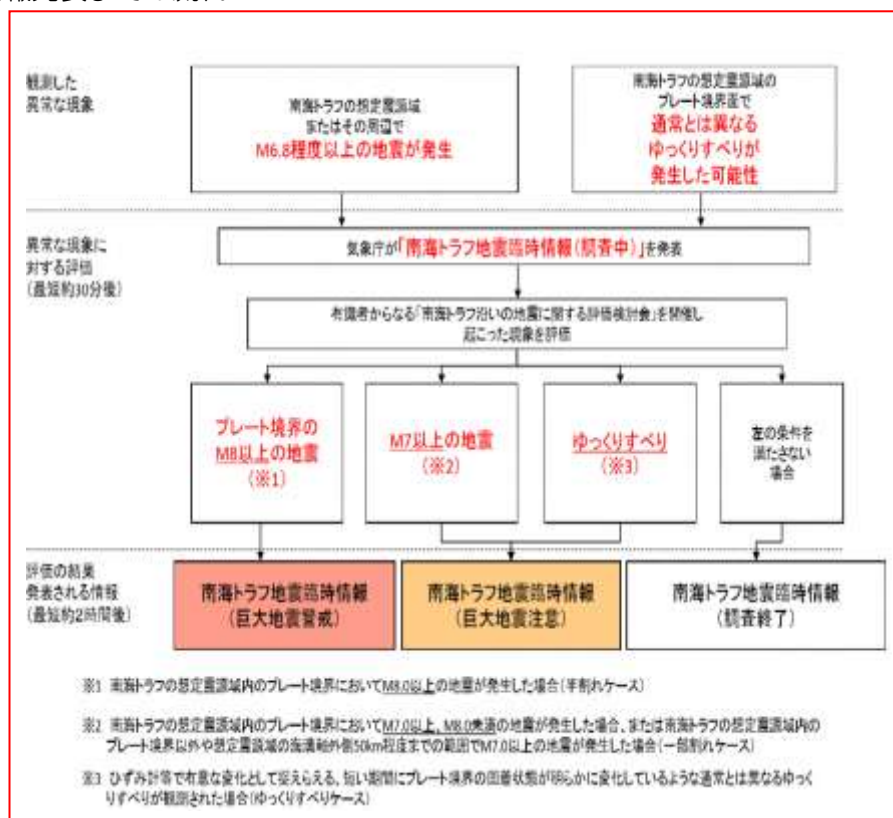 観測した
異常な現象
南海トラフの想定震源域
またはその周辺で
M6.8程度以上の地震が発生
南海トラフの想定震源域の
プレート境界面で
通常とは異なる
ゆっくりすべりが
発生した可能性
異常な現象に
対する評価
(最短約30分後)
気象庁が「南海トラフ地震臨時情報(調査中)」を発表
有識者からなる「南海トラフ沿いの地震に関する評価検討会」を開催し
起こった現象を評価
プレート境界の
M8以上の地震
(※1)
M7以上の地震
(※2)
ゆっくりすべり
(※3)
左の条件を
満たさない
場合
評価の結果
発表される情報
(最短約2時間後)
南海トラフ地震臨時情報
(巨大地震警戒)
南海トラフ地震臨時情報
(巨大地震注意)
南海トラフ地震臨時情報
(調査終了)
※1 南海トラフの想定震源域内のプレート境界においてM8.0以上の地震が発生した場合(半割れケース)
※2 南海トラフの想定震源域内のプレート境界においてM7.0以上、M8.0未満の地震が発生した場合、または南海トラフの想定震源域内の
プレート境界以外や想定震源域の海溝軸外側50km程度までの範囲でM7.0以上の地震が発生した場合(一部割れケース)
※3 ひずみ計等で有意な変化として捉えらえる、短い期間にプレート境界の固着状態が明らかに変化しているような通常とは異なるゆっく
りすべりが観測された場合(ゆっくりすべりケース)